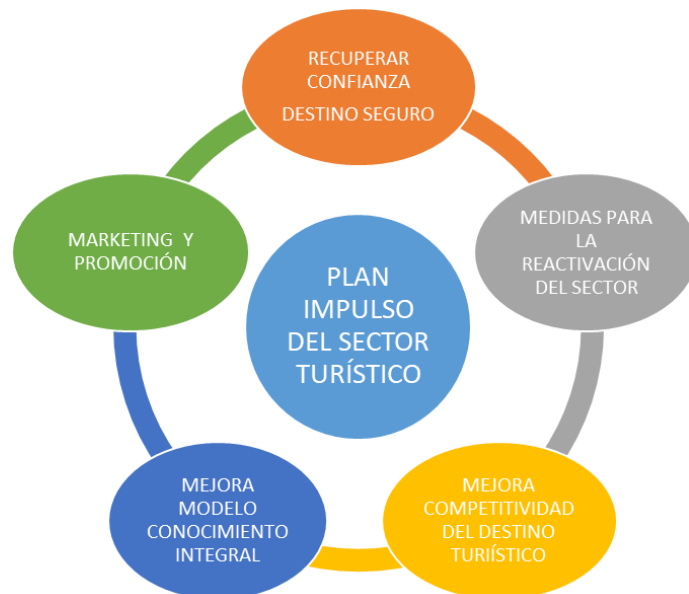 RECUPERAR
CONFIANZA
DESTINO SEGURO
MEDIDAS PARA
LA
REACTIVACIÓN
DEL SECTOR
MARKETING Y
PROMOCIÓN
PLAN
IMPULSO
DEL SECTOR
TURÍSTICO
MEJORA
MODELO
CONOCIMIENTO
INTEGRAL
MEJORA
COMPETITIVIDAD
DEL DESTINO
TURIÍSTICO